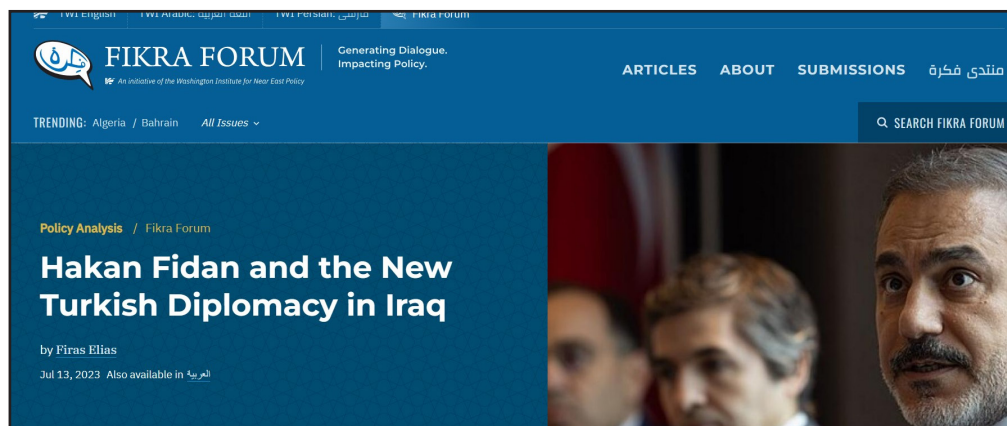 TWI English TWI Arabic: اللغة العربية TWI Persian: فارسی Fikra Forum
فكرة
FIKRA FORUM
An initiative of the Washington Institute for Near East Policy
Generating Dialogue.
Impacting Policy.
ARTICLES ABOUT SUBMISSIONS منتدى فكرة
TRENDING: Algeria / Bahrain All Issues
SEARCH FIKRA FORUM
Policy Analysis / Fikra Forum
Hakan Fidan and the New
Turkish Diplomacy in Iraq
by Firas Elias
Jul 13, 2023 Also available in العربية